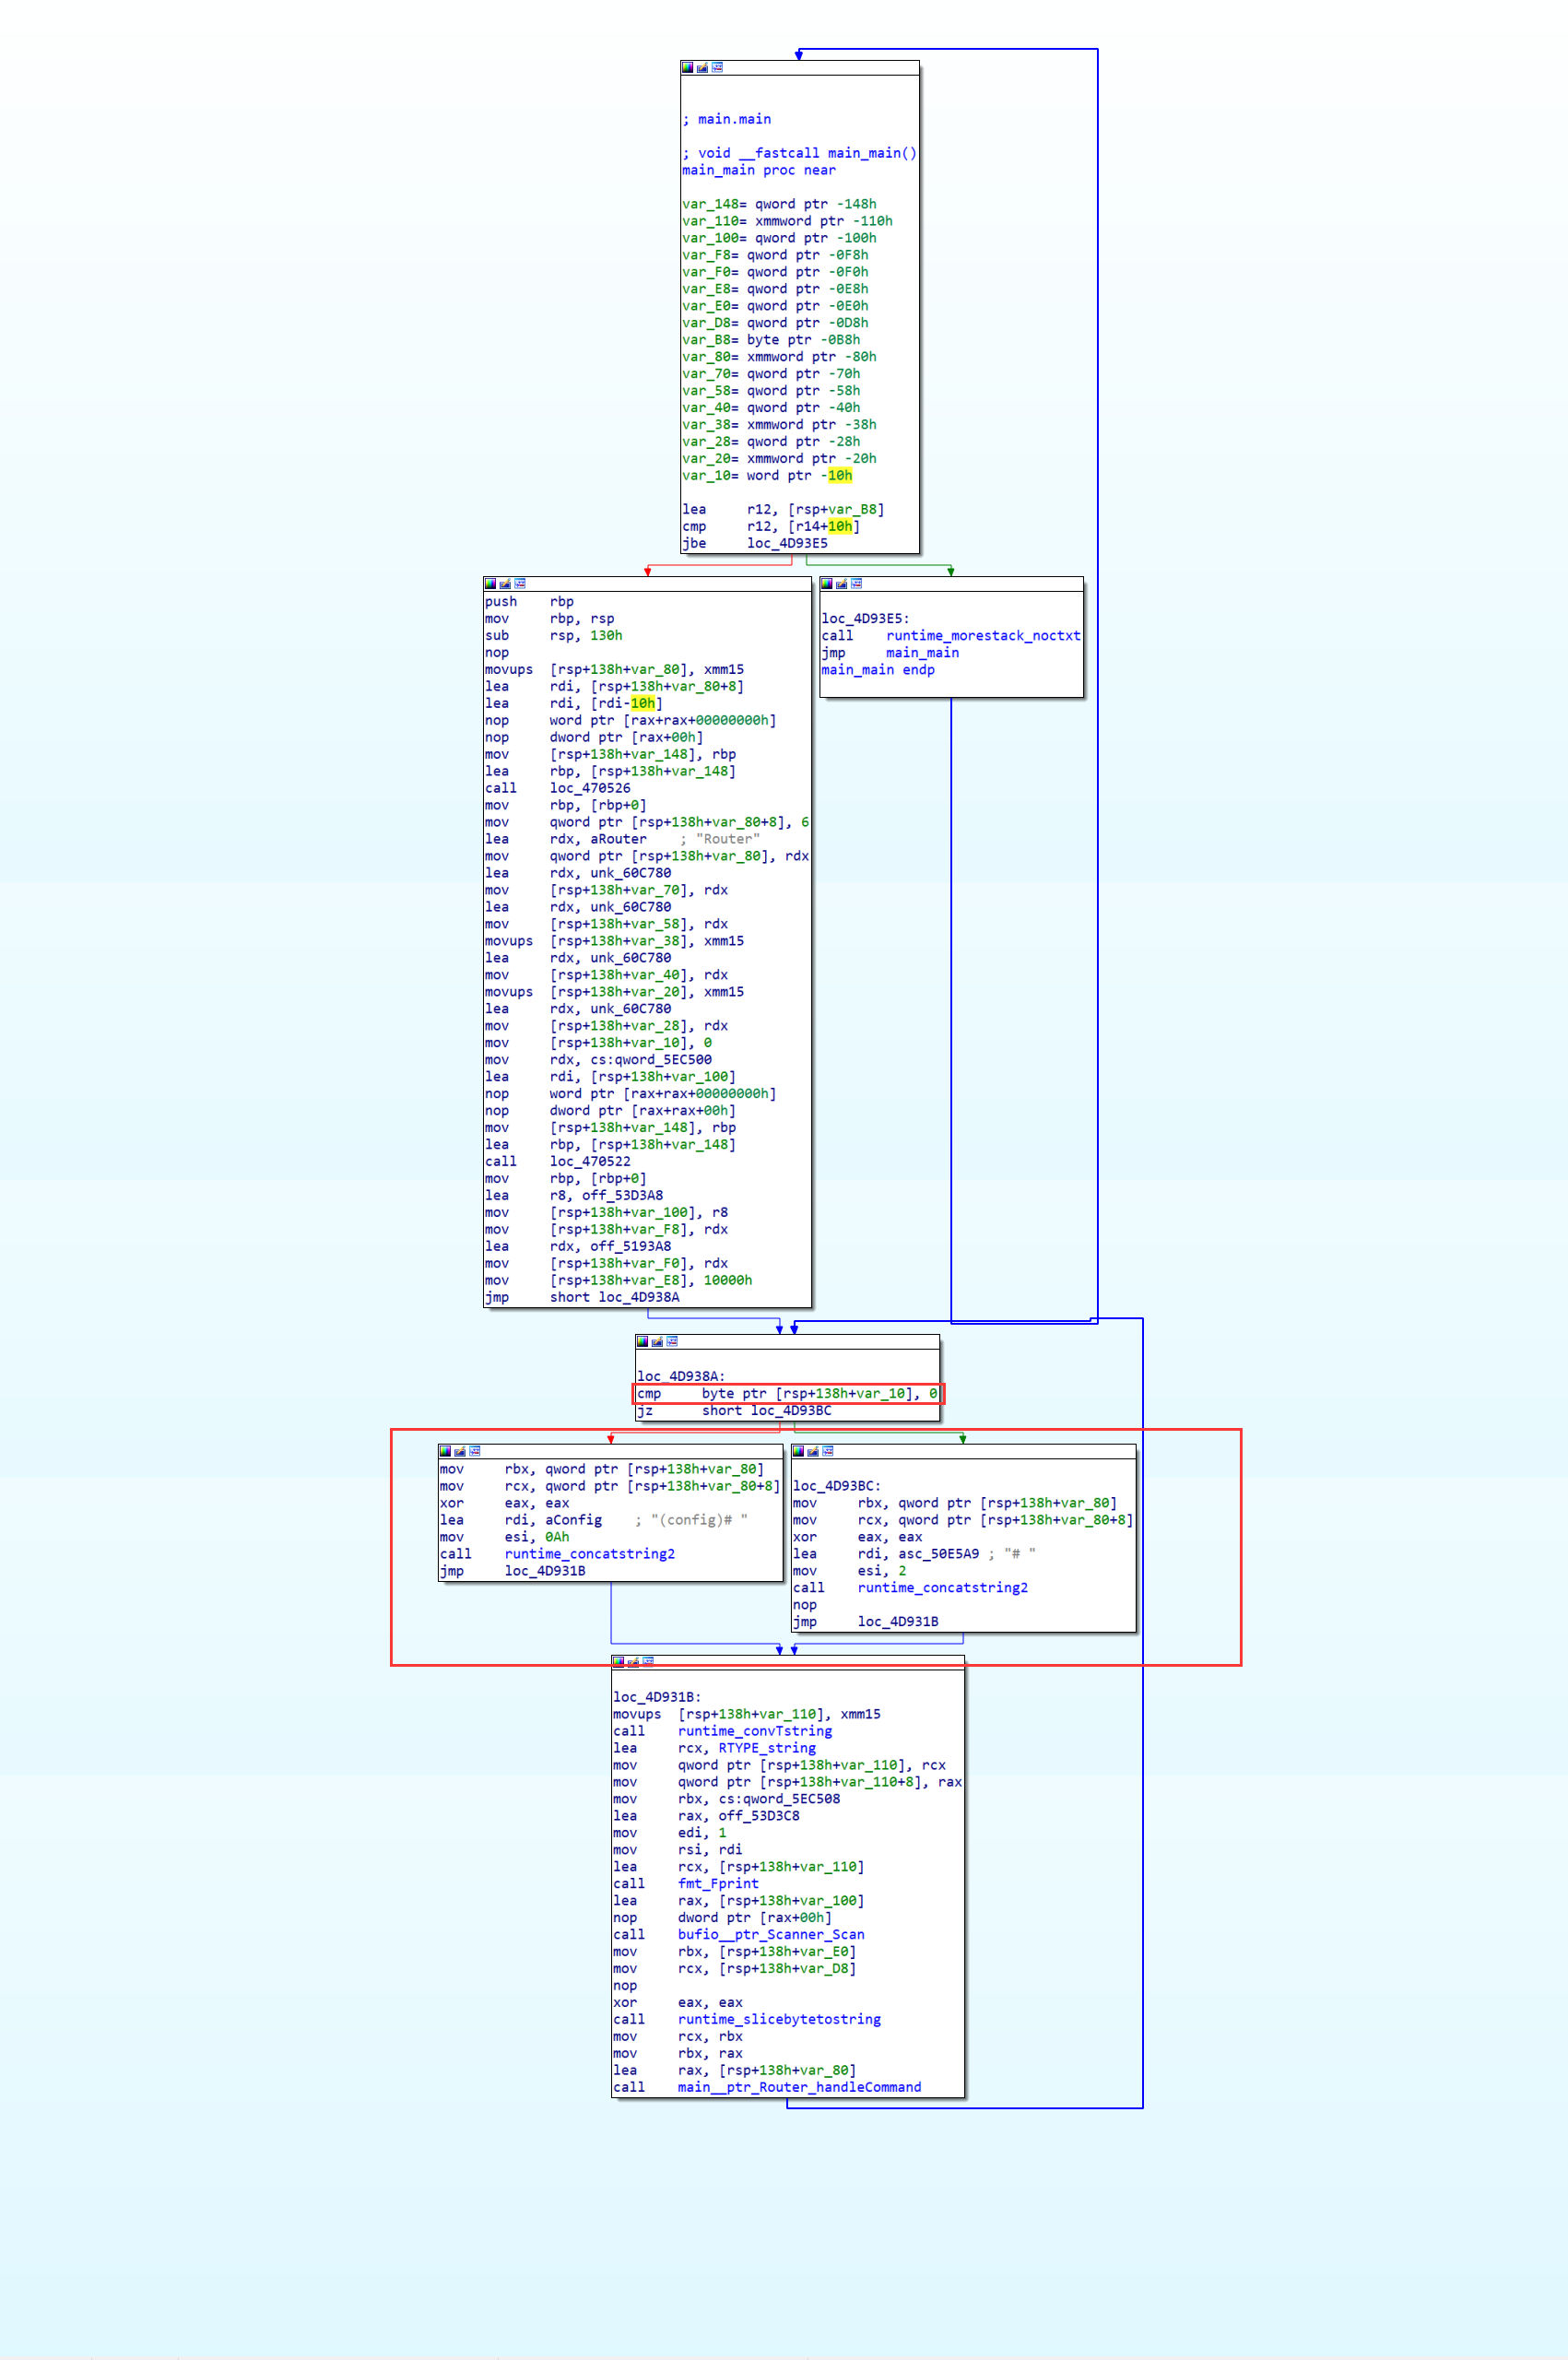 ; main.main
; void __fastcall main_main()
main_main proc near
var_148= qword ptr -148h
var_110= xmmword ptr -110h
var_100= qword ptr -100h
var_F8= qword ptr -0F8h
var_F0= qword ptr -0F0h
var_E8= qword ptr -0E8h
var_E0= qword ptr -0E0h
var_D8= qword ptr -0D8h
var_B8= byte ptr -0B8h
var_80= xmmword ptr -80h
var_70= qword ptr -70h
var_58= qword ptr -58h
var_40= qword ptr -40h
var_38= xmmword ptr -38h
var_28= qword ptr -28h
var_20= xmmword ptr -20h
var_10= word ptr -10h
lea r12, [rsp+var_B8]
cmp r12, [r14+10h]
jbe loc_4D93E5
push rbp
mov rbp, rsp
sub rsp, 130h
nop
movups [rsp+138h+var_80], xmm15
lea rdi, [rsp+138h+var_80+8]
lea rdi, [rdi-10h]
nop word ptr [rax+rax+00000000h]
nop dword ptr [rax+00h]
mov [rsp+138h+var_148], rbp
lea rbp, [rsp+138h+var_148]
call loc_470526
mov rbp, [rbp+0]
mov qword ptr [rsp+138h+var_80+8], 6
lea rdx, aRouter ; "Router"
mov qword ptr [rsp+138h+var_80], rdx
lea rdx, unk_60C780
mov [rsp+138h+var_70], rdx
lea rdx, unk_60C780
mov [rsp+138h+var_58], rdx
movups [rsp+138h+var_38], xmm15
lea rdx, unk_60C780
mov [rsp+138h+var_40], rdx
movups [rsp+138h+var_20], xmm15
lea rdx, unk_60C780
mov [rsp+138h+var_28], rdx
mov [rsp+138h+var_10], 0
mov rdx, cs:qword_5EC500
lea rdi, [rsp+138h+var_100]
nop word ptr [rax+rax+00000000h]
nop dword ptr [rax+rax+00h]
mov [rsp+138h+var_148], rbp
lea rbp, [rsp+138h+var_148]
call loc_470522
mov rbp, [rbp+0]
lea r8, off_53D3A8
mov [rsp+138h+var_100], r8
mov [rsp+138h+var_F8], rdx
lea rdx, off_5193A8
mov [rsp+138h+var_F0], rdx
mov [rsp+138h+var_E8], 10000h
jmp short loc_4D938A
loc_4D93E5:
call runtime_morestack_noctxt
jmp main_main
main_main endp
loc_4D938A:
cmp byte ptr [rsp+138h+var_10], 0
jz short loc_4D93BC
mov rbx, qword ptr [rsp+138h+var_80]
mov rcx, qword ptr [rsp+138h+var_80+8]
xor eax, eax
lea rdi, aConfig ; "(config)# "
mov esi, 0Ah
call runtime_concatstring2
jmp loc_4D931B
loc_4D93BC:
mov rbx, qword ptr [rsp+138h+var_80]
mov rcx, qword ptr [rsp+138h+var_80+8]
xor eax, eax
lea rdi, asc_50E5A9 ; "# "
mov esi, 2
call runtime_concatstring2
nop
jmp loc_4D931B
loc_4D931B:
movups [rsp+138h+var_110], xmm15
call runtime_convTstring
lea rcx, RTYPE_string
mov qword ptr [rsp+138h+var_110], rcx
mov qword ptr [rsp+138h+var_110+8], rax
mov rbx, cs:qword_5EC508
lea rax, off_53D3C8
mov edi, 1
mov rsi, rdi
lea rcx, [rsp+138h+var_110]
call fmt_Fprint
lea rax, [rsp+138h+var_100]
nop dword ptr [rax+00h]
call bufio__ptr_Scanner_Scan
mov rbx, [rsp+138h+var_E0]
mov rcx, [rsp+138h+var_D8]
nop
xor eax, eax
call runtime_slicebytetostring
mov rcx, rbx
mov rbx, rax
lea rax, [rsp+138h+var_80]
call main__ptr_Router_handleCommand